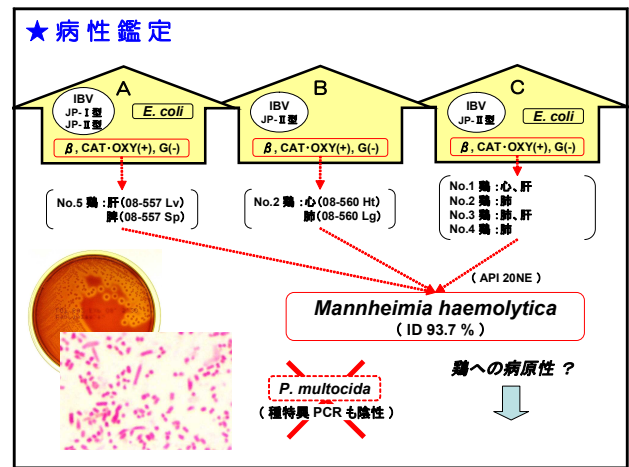 ★病性鑑定
A
IBV
JP-Ⅰ型
JP-Ⅱ型
E. coli
β, CAT・OXY(+), G(-)
B
IBV
JP-Ⅱ型
β, CAT・OXY(+), G(-)
C
IBV
JP-Ⅱ型
E. coli
β, CAT・OXY(+), G(-)
No.5 鶏：肝(08-557 Lv)
脾(08-557 Sp)
No.2 鶏：心(08-560 Ht)
肺(08-560 Lg)
No.1 鶏：心、肝
No.2 鶏：肺
No.3 鶏：肺、肝
No.4 鶏：肺
（API 20NE）
Mannheimia haemolytica
（ID 93.7 %）
P. multocida
（種特異 PCR も陰性）
鶏への病原性 ？